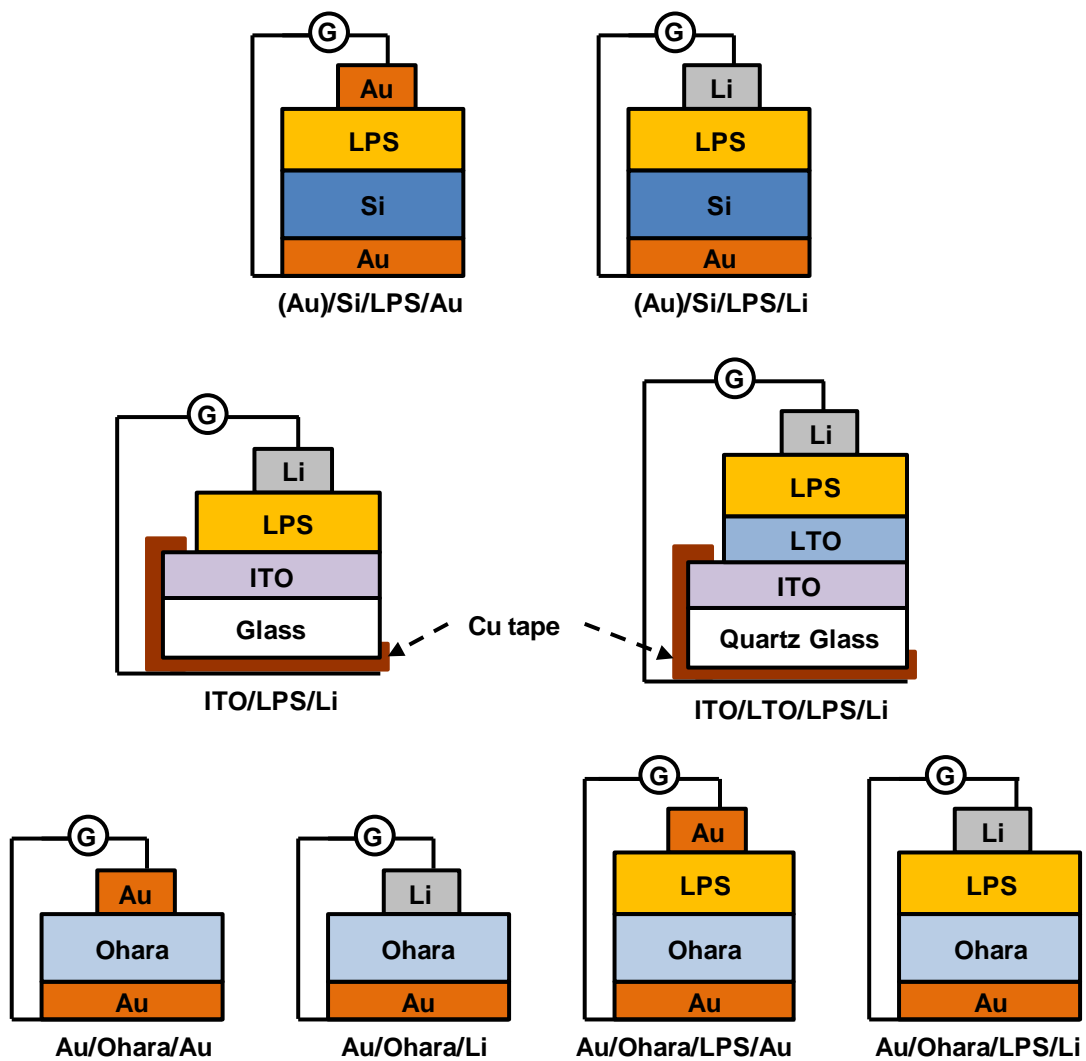 G
G
Au
Li
LPS
LPS
Si
Si
Au
Au
(Au)/Si/LPS/Au
(Au)/Si/LPS/Li
G
G
Li
Li
LPS
LPS
LTO
ITO
ITO
Glass
Cu tape
Quartz Glass
ITO/LPS/Li
ITO/LTO/LPS/Li
G
G
G
G
Au
Li
Au
Li
LPS
LPS
Ohara
Ohara
Ohara
Ohara
Au
Au
Au
Au
Au/Ohara/Au
Au/Ohara/Li
Au/Ohara/LPS/Au
Au/Ohara/LPS/Li